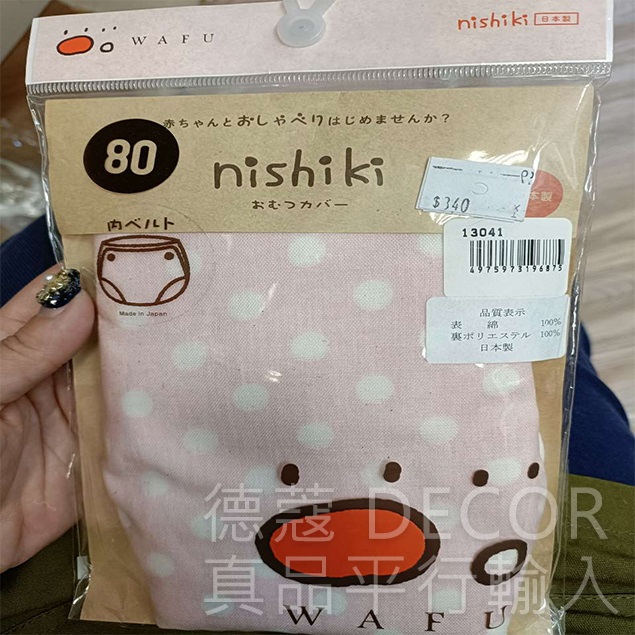 WAFU
nishiki 日本製
赤ちゃんとおしゃべりはじめませんか？
80
nishiki
おむつカバー
$340
本製
内ベルト
Made in Japan
13041
4975973196875
品質表示
表 綿 100%
裏ポリエステル 100%
日本製
德蔻 DECOR
真品平行輸入
WAFU